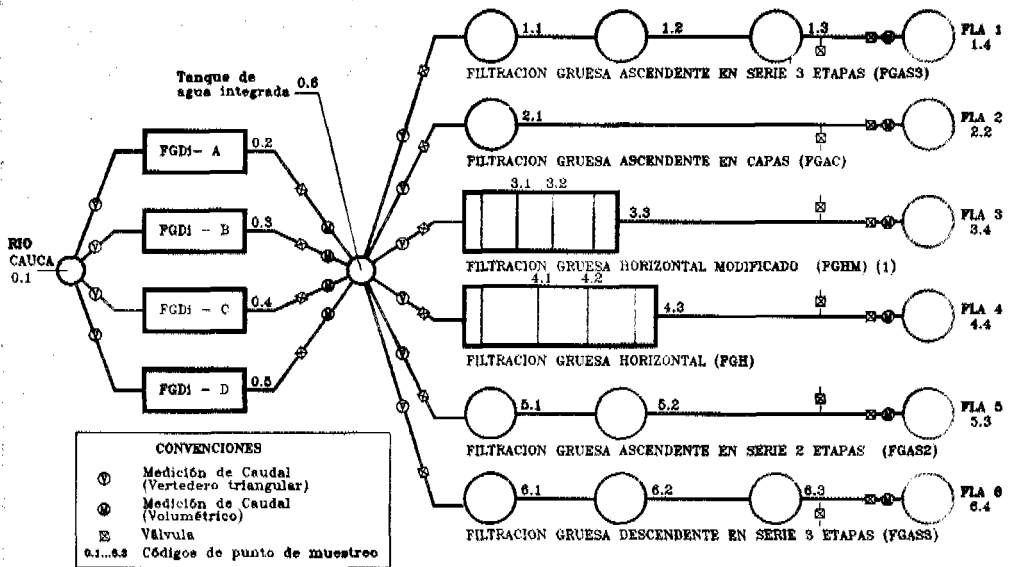 1.1
1.2
1.3
FLA 1
1.4
FILTRACION GRUESA ASCENDENTE EN SERIE 3 ETAPAS (FGAS3)
Tanque de
agua integrada
0.6
2.1
FLA 2
2.2
FILTRACION GRUESA ASCENDENTE EN CAPAS (FGAC)
RIO
CAUCA
0.1
FGDi- A
0.2
FGDi - B
0.3
FGDi - C
0.4
FGDi - D
0.5
3.1 3.2
3.3
FLA 3
3.4
FILTRACION GRUESA HORIZONTAL MODIFICADO (FGHM) (1)
4.1 4.2
4.3
FLA 4
4.4
FILTRACION GRUESA HORIZONTAL (FGH)
5.1
5.2
FLA 5
5.3
FILTRACION GRUESA ASCENDENTE EN SERIE 2 ETAPAS (FGAS2)
6.1
6.2
6.3
FLA 6
6.4
FILTRACION GRUESA DESCENDENTE EN SERIE 3 ETAPAS (FGAS3)
CONVENCIONES
V Medición de Caudal
(Vertedero triangular)
M Medición de Caudal
(Volumétrico)
Válvula
0.1...6.3 Códigos de punto de muestreo